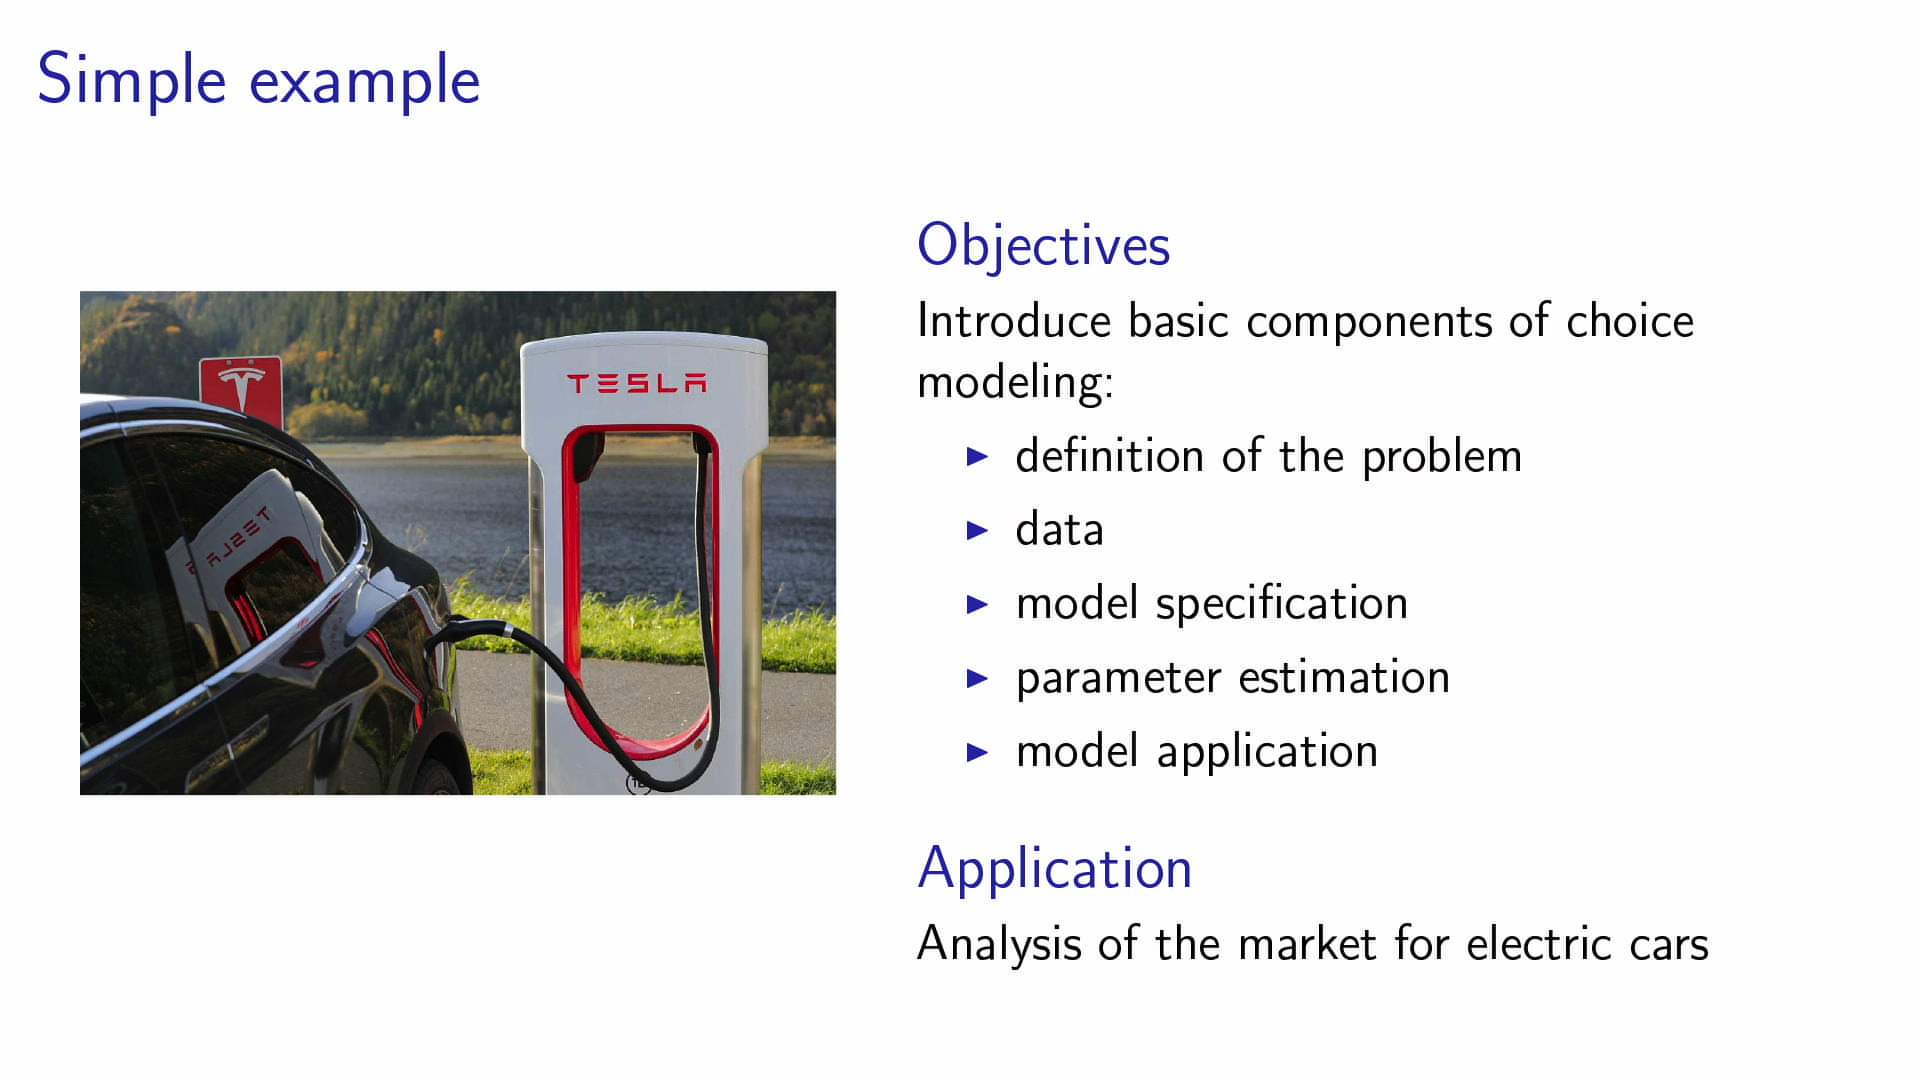 Simple example
TESLA
TESLA
Objectives
Introduce basic components of choice
modeling:
definition of the problem
data
model specification
parameter estimation
model application
Application
Analysis of the market for electric cars